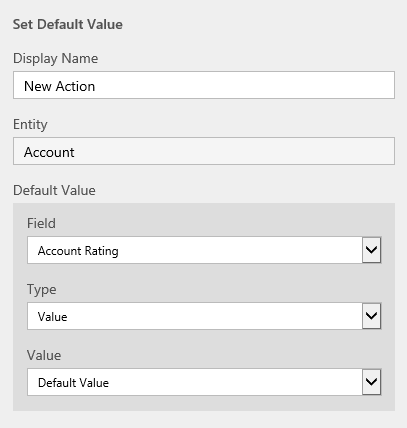 Set Default Value
Display Name
New Action
Entity
Account
Default Value
Field
Account Rating
Type
Value
Value
Default Value